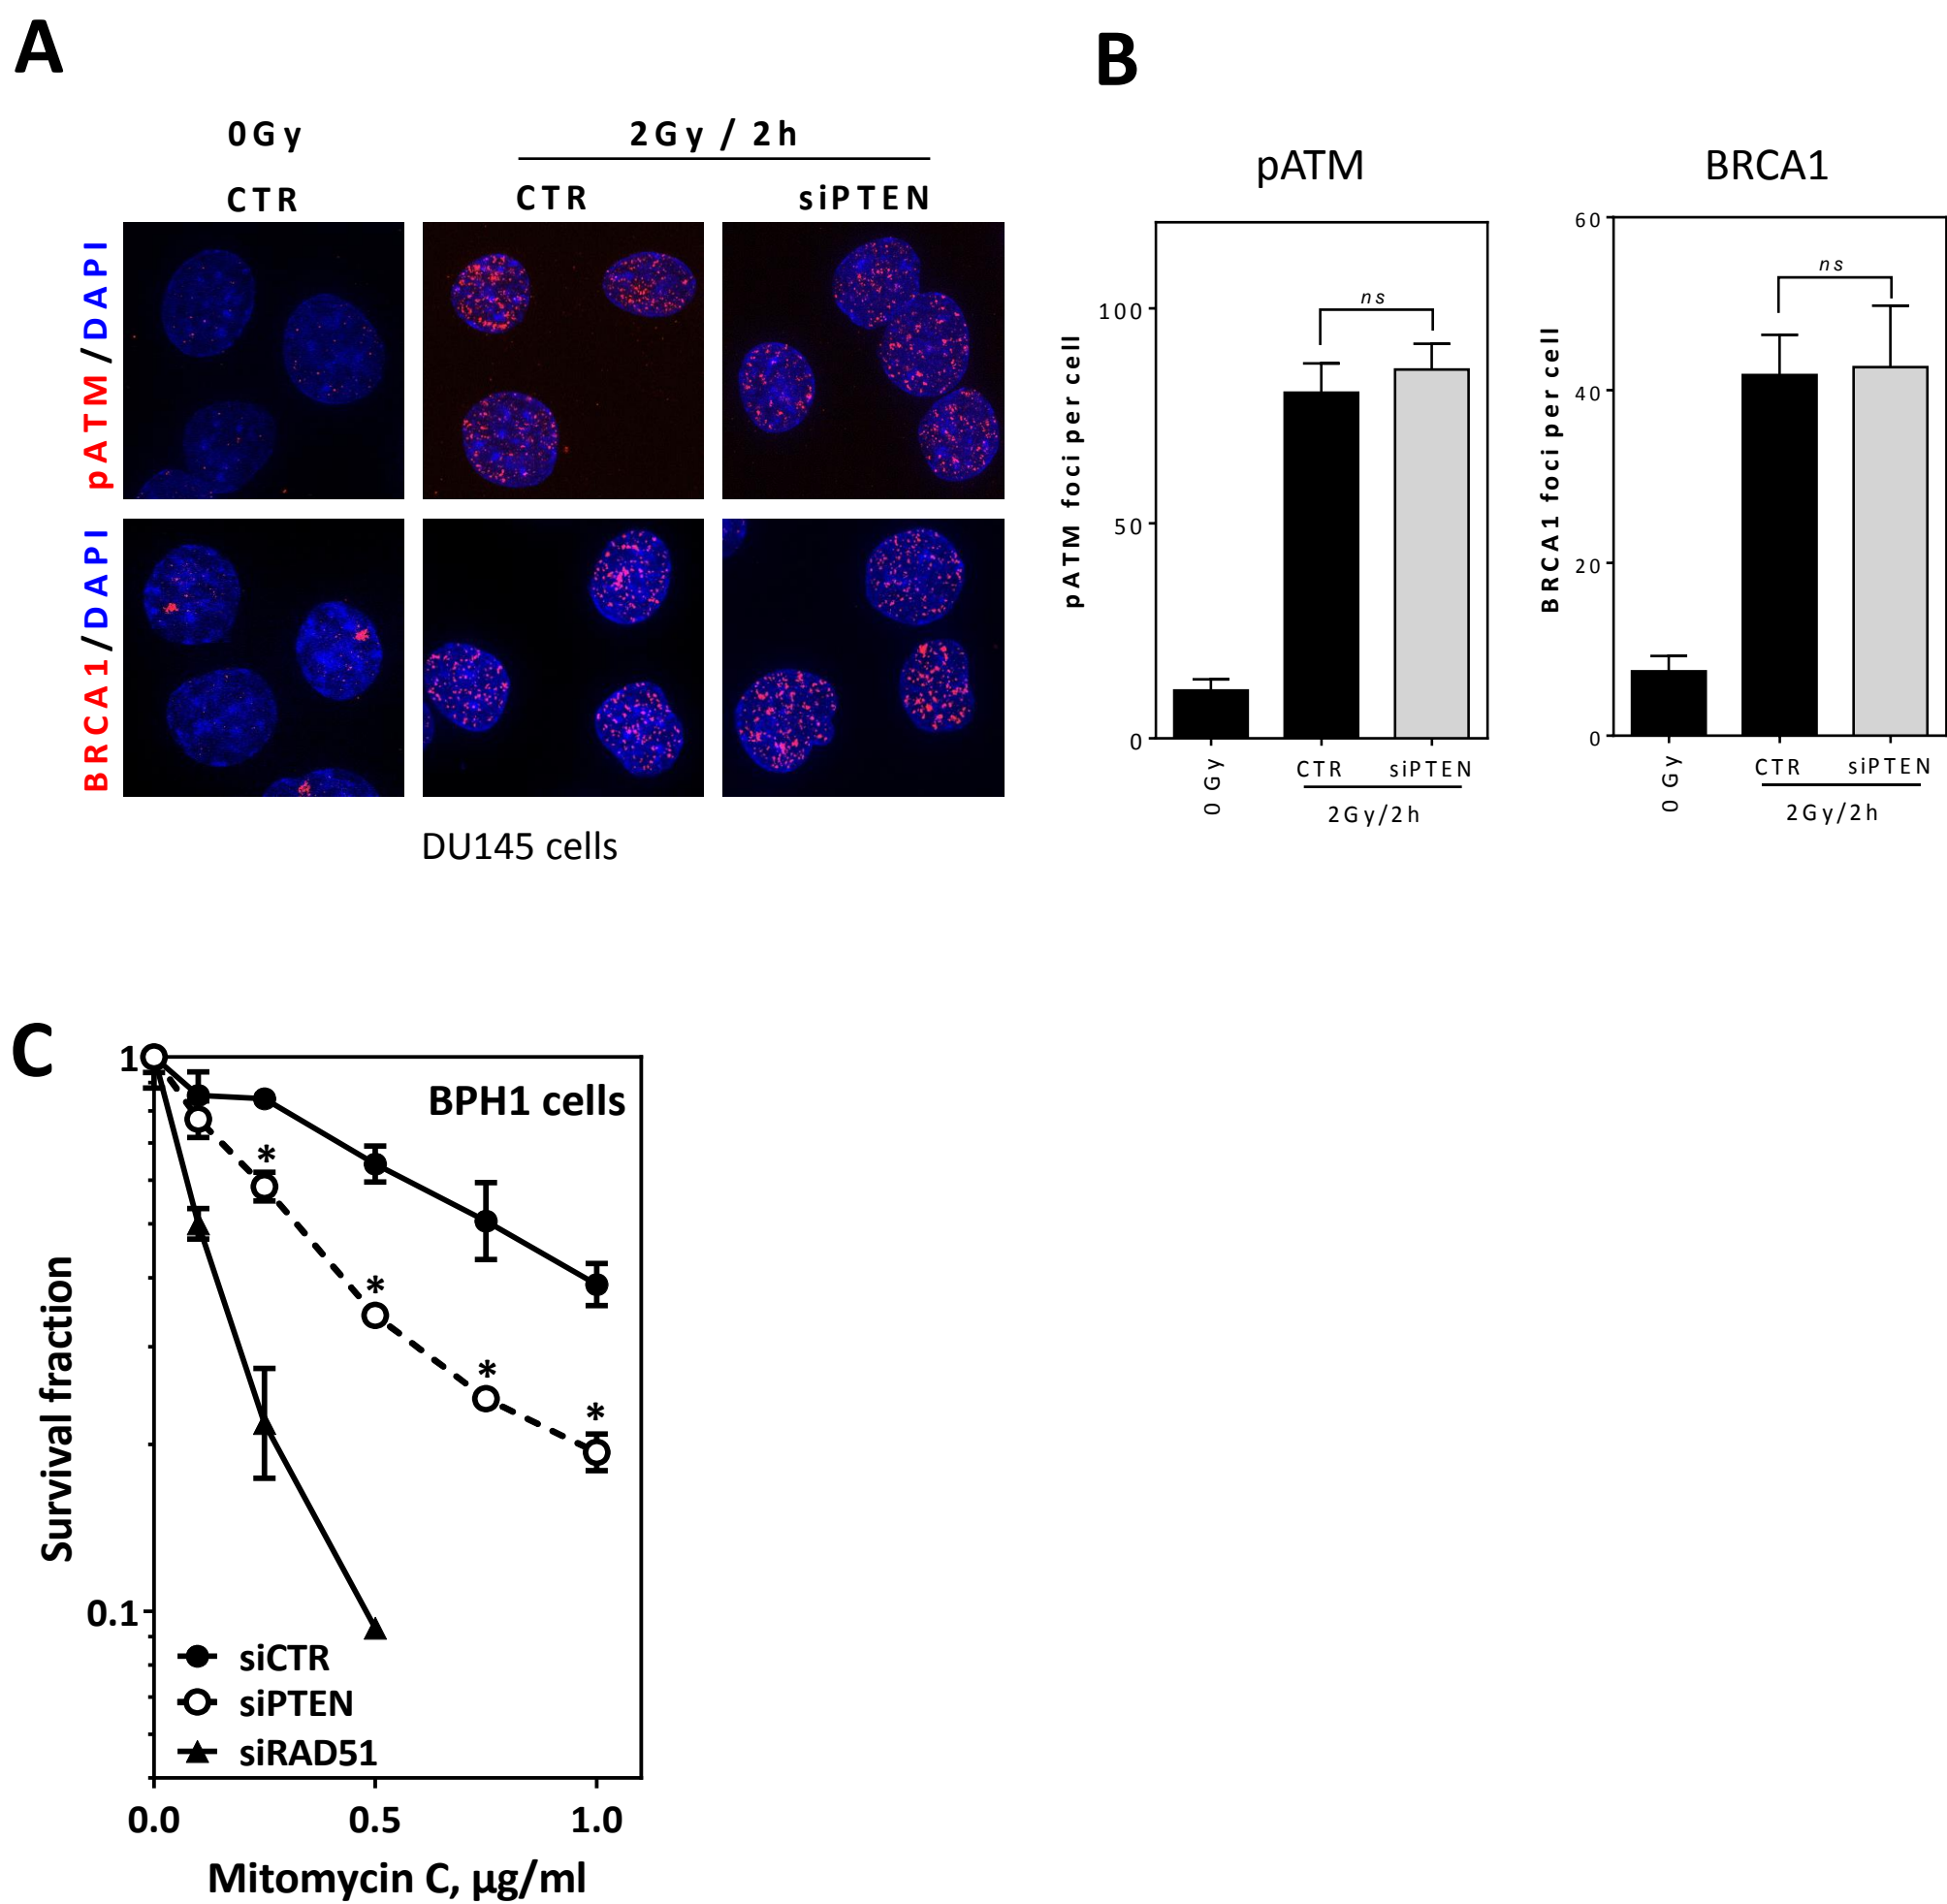 A
0Gy
2Gy / 2h
CTR
CTR
siPTEN
pATM/DAPI
BRCA1/DAPI
DU145 cells
B
pATM
pATM foci per cell
100
50
0
ns
0 Gy
CTR
siPTEN
2Gy/2h
BRCA1
BRCA1 foci per cell
60
40
20
0
ns
0 Gy
CTR
siPTEN
2Gy/2h
C
BPH1 cells
Survival fraction
1
0.1
*
*
*
*
siCTR
siPTEN
siRAD51
0.0
0.5
1.0
Mitomycin C, µg/ml